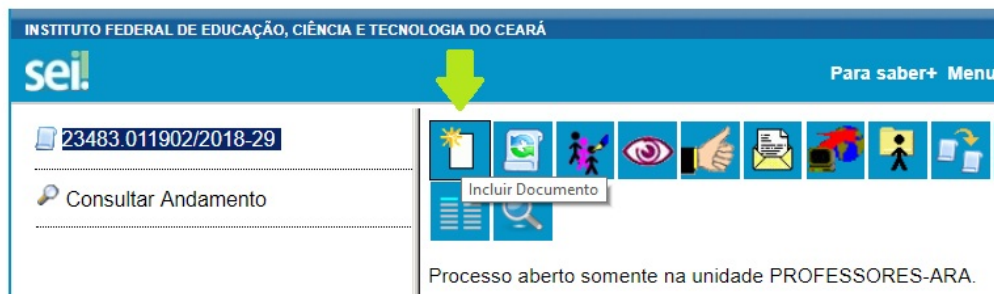 INSTITUTO FEDERAL DE EDUCAÇÃO, CIÊNCIA E TECNOLOGIA DO CEARÁ
sei!
Para saber+ Menu
23483.011902/2018-29
Consultar Andamento
Incluir Documento
Processo aberto somente na unidade PROFESSORES-ARA.